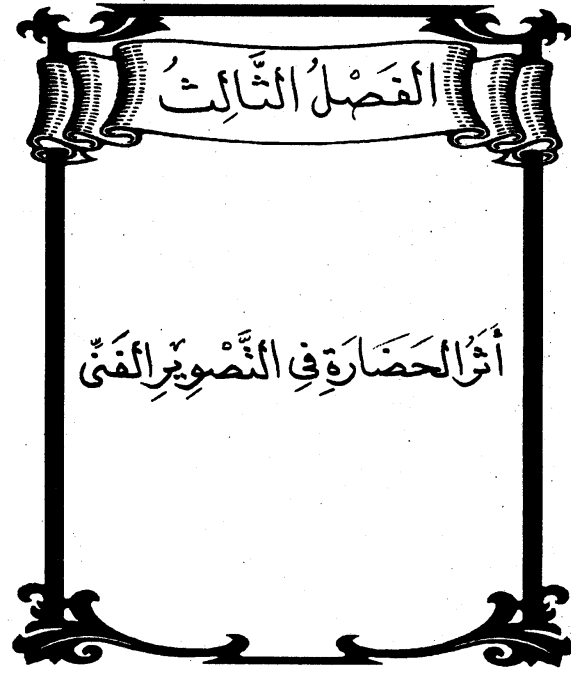 الفَصْلُ الثَّالِثُ
أَثَرُ الحَضَارَةِ فِي التَّصْوِيرِ الفَنِّى